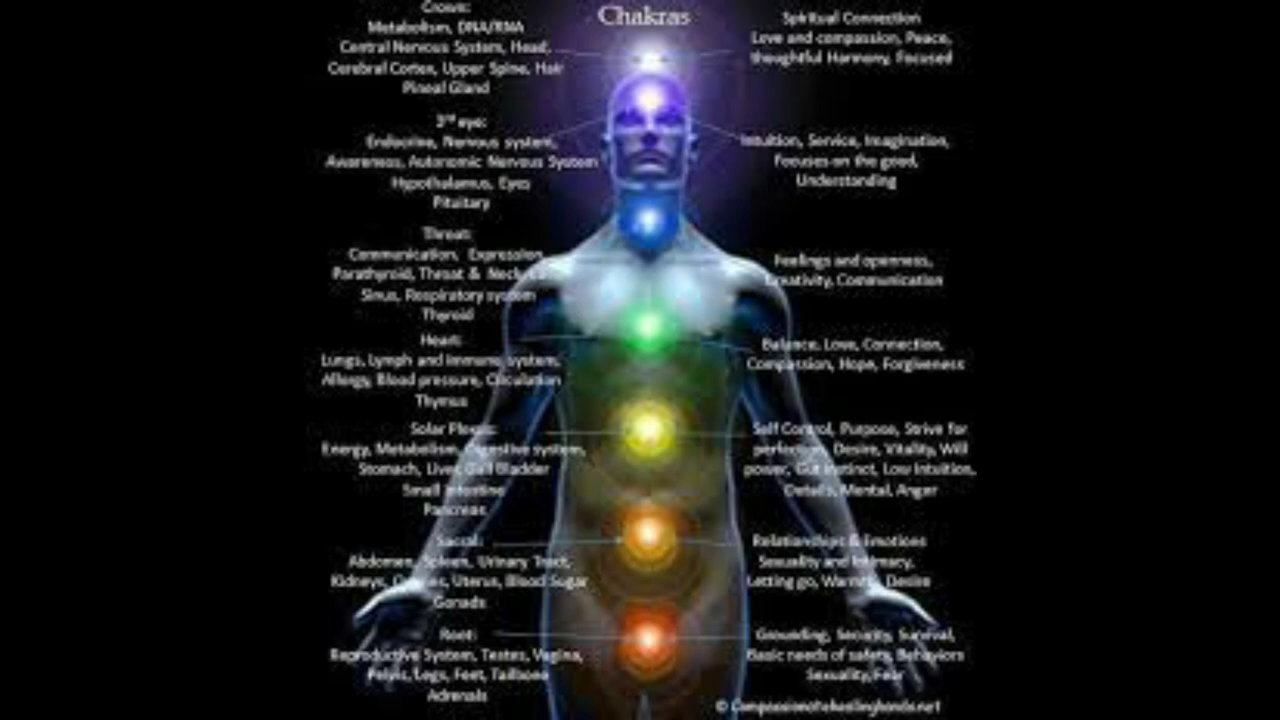 Chakras
Crown:
Metabolism, DNA/RNA
Central Nervous System, Head,
Cerebral Cortex, Upper Spine, Hair
Pineal Gland
Spiritual Connection
Love and compassion, Peace,
thoughtful Harmony, Focused
3rd eye:
Endocrine, Nervous system,
Awareness, Autonomic Nervous System
Hypothalamus, Eyes
Pituitary
Intuition, Service, Imagination,
Focuses on the good,
Understanding
Throat:
Communication, Expression
Parathyroid, Throat & Neck
Sinus, Respiratory system
Thyroid
Feelings and openness,
Creativity, Communication
Heart:
Lungs, Lymph and Immune system,
Allergy, Blood pressure, Circulation
Thymus
Balance, Love, Connection,
Compassion, Hope, Forgiveness
Solar Plexus:
Energy, Metabolism, Digestive system,
Stomach, Liver, Gall Bladder
Small Intestine
Pancreas
Self Control, Purpose, Strive for
perfection, Desire, Vitality, Will
power, Gut instinct, Low Intuition,
Details, Mental, Anger
Sacral:
Abdomen, Spleen, Urinary Tract,
Kidneys, Ovaries, Uterus, Blood Sugar
Gonads
Relationships & Emotions
Sexuality and Intimacy,
Letting go, Warmth, Desire
Root:
Reproductive System, Testes, Vagina,
Pelvis, Legs, Feet, Tailbone
Adrenals
Grounding, Security, Survival,
Basic needs of safety, Behaviors
Sexuality, Fear
©